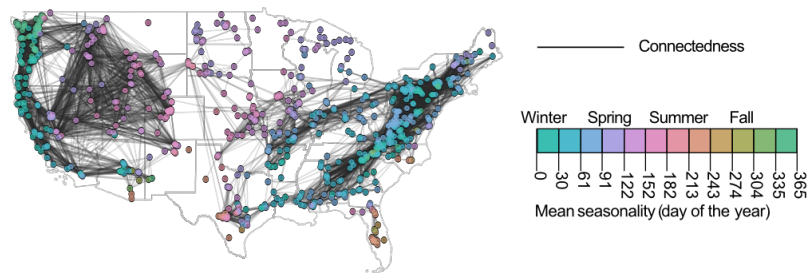 Connectedness
Winter Spring Summer Fall
0 30 61 91 122 152 182 213 243 274 304 335 365
Mean seasonality (day of the year)